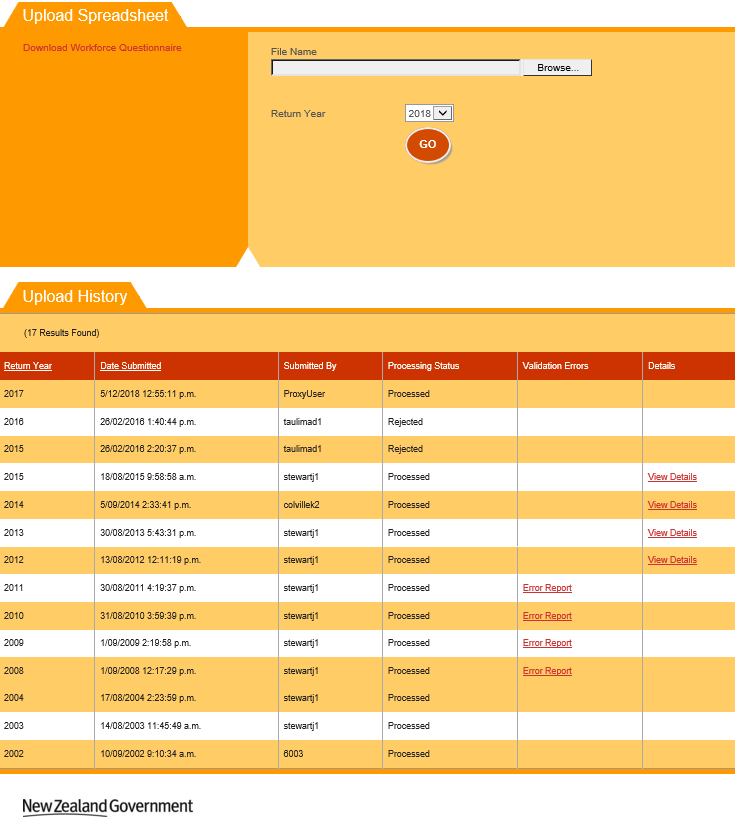 Upload Spreadsheet
Download Workforce Questionnaire
File Name
Browse...
Return Year 2018
GO
Upload History
(17 Results Found)
Return Year Date Submitted Submitted By Processing Status Validation Errors Details
2017 5/12/2018 12:55:11 p.m. ProxyUser Processed
2016 26/02/2016 1:40:44 p.m. taulimad1 Rejected
2015 26/02/2016 2:20:37 p.m. taulimad1 Rejected
2015 18/08/2015 9:58:58 a.m. stewartj1 Processed View Details
2014 5/09/2014 2:33:41 p.m. colvillek2 Processed View Details
2013 30/08/2013 5:43:31 p.m. stewartj1 Processed View Details
2012 13/08/2012 12:11:19 p.m. stewartj1 Processed View Details
2011 30/08/2011 4:19:37 p.m. stewartj1 Processed Error Report
2010 31/08/2010 3:59:39 p.m. stewartj1 Processed Error Report
2009 1/09/2009 2:19:58 p.m. stewartj1 Processed Error Report
2008 1/09/2008 12:17:29 p.m. stewartj1 Processed Error Report
2004 17/08/2004 2:23:59 p.m. stewartj1 Processed
2003 14/08/2003 11:45:49 a.m. stewartj1 Processed
2002 10/09/2002 9:10:34 a.m. 6003 Processed
New Zealand Government